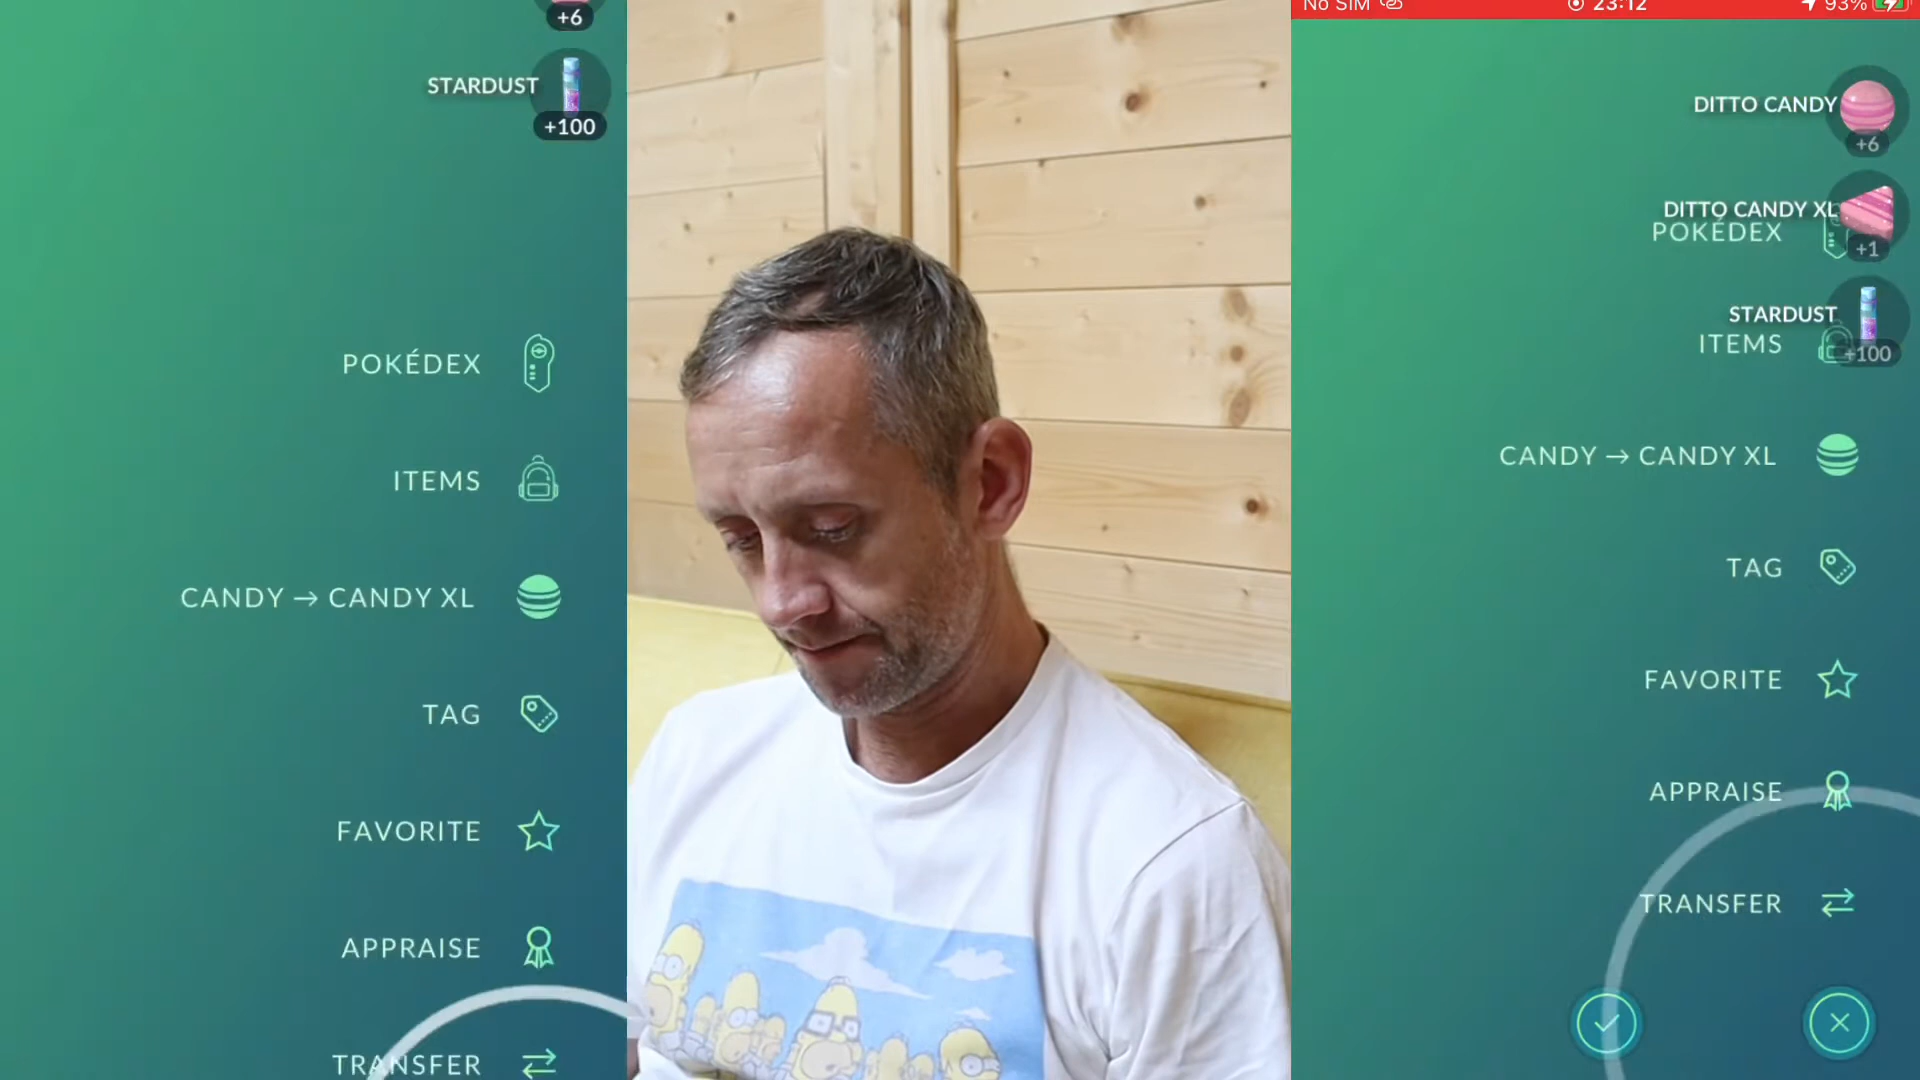 +6
STARDUST
+100
POKÉDEX
ITEMS
CANDY → CANDY XL
TAG
FAVORITE
APPRAISE
TRANSFER
No SIM
23:12
93%
DITTO CANDY
+6
DITTO CANDY XL
+1
POKÉDEX
STARDUST
+100
ITEMS
CANDY → CANDY XL
TAG
FAVORITE
APPRAISE
TRANSFER